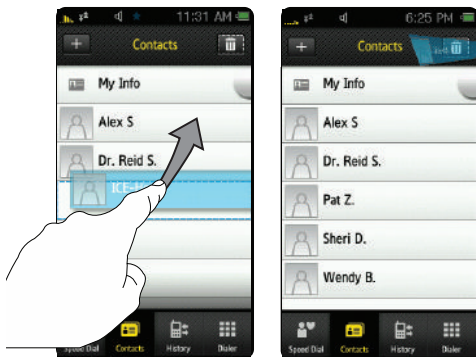 11:31 AM
Contacts
My Info
Alex S
Dr. Reid S.
Speed Dial Contacts History Dialer
6:25 PM
Contacts
My Info
Alex S
Dr. Reid S.
Pat Z.
Sheri D.
Wendy B.
Speed Dial Contacts History Dialer